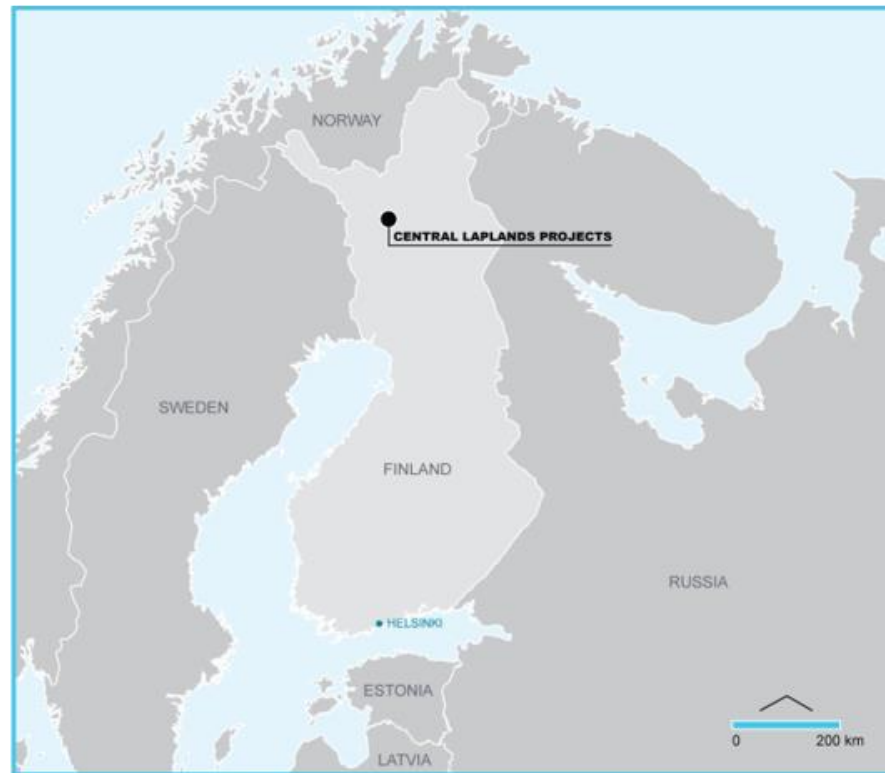 NORWAY
CENTRAL LAPLANDS PROJECTS
SWEDEN
FINLAND
RUSSIA
HELSINKI
ESTONIA
LATVIA
0 200 km